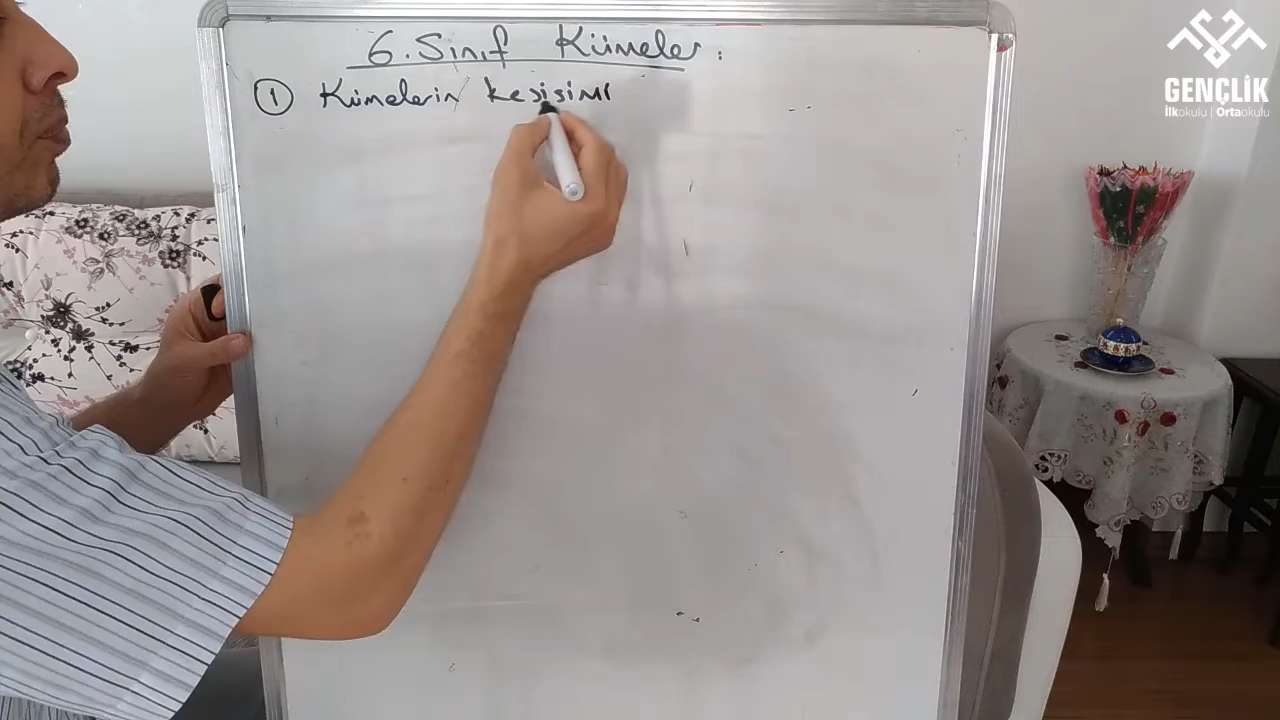 6. Sınıf Kümeler :
① Kümelerin kesişimi
GENÇLİK
İlkokulu | Ortaokulu